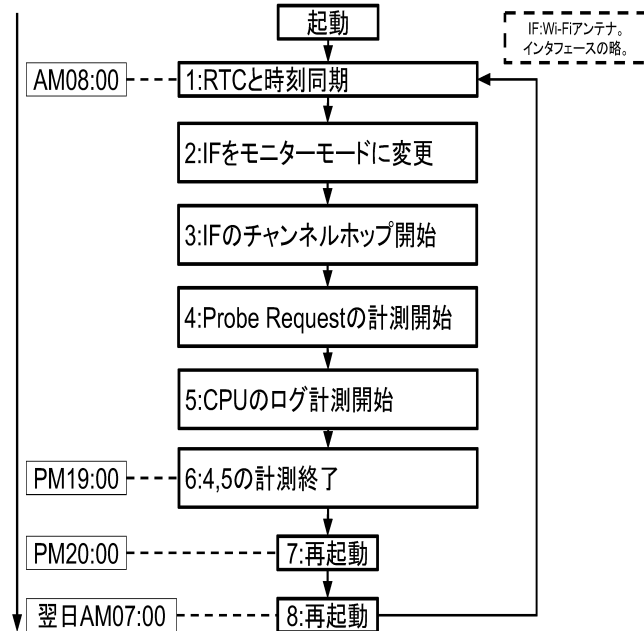 起動
IF:Wi-Fiアンテナ。
インタフェースの略。
AM08:00
1:RTCと時刻同期
2:IFをモニターモードに変更
3:IFのチャンネルホップ開始
4:Probe Requestの計測開始
5:CPUのログ計測開始
PM19:00
6:4,5の計測終了
PM20:00
7:再起動
翌日AM07:00
8:再起動